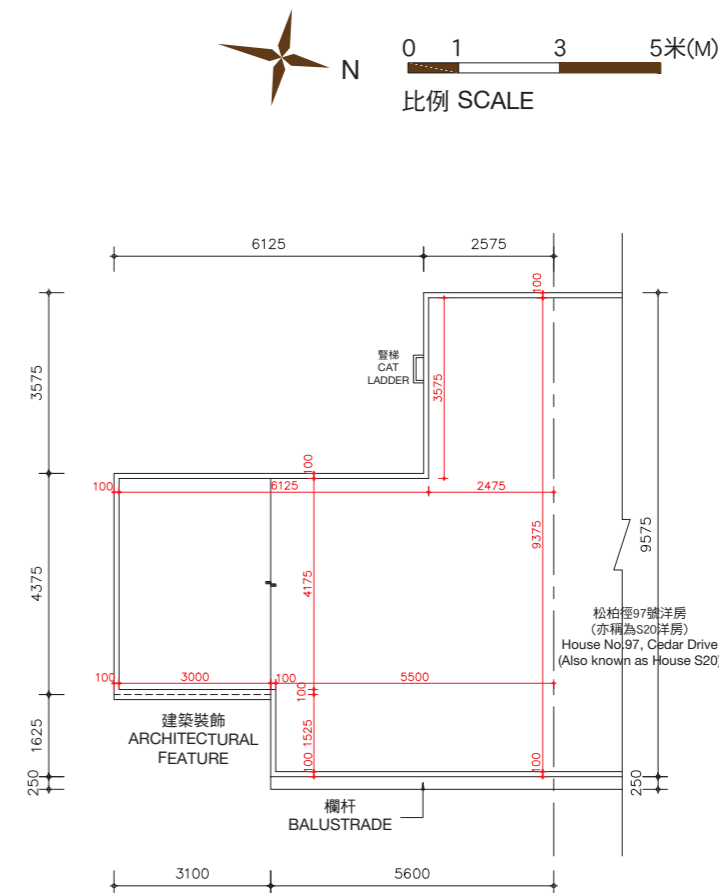 N
0 1 3 5米(M)
比例 SCALE
6125 2575
100
3575
豎梯
CAT
LADDER
3575
100
100 6125 2475
4375
4175
9375
9575
松柏徑97號洋房
(亦稱為S20洋房)
House No.97, Cedar Drive
(Also known as House S20)
100 3000 100 5500
100
1625
建築裝飾
ARCHITECTURAL
FEATURE
1525
100
100
250
250
欄杆
BALUSTRADE
3100 5600